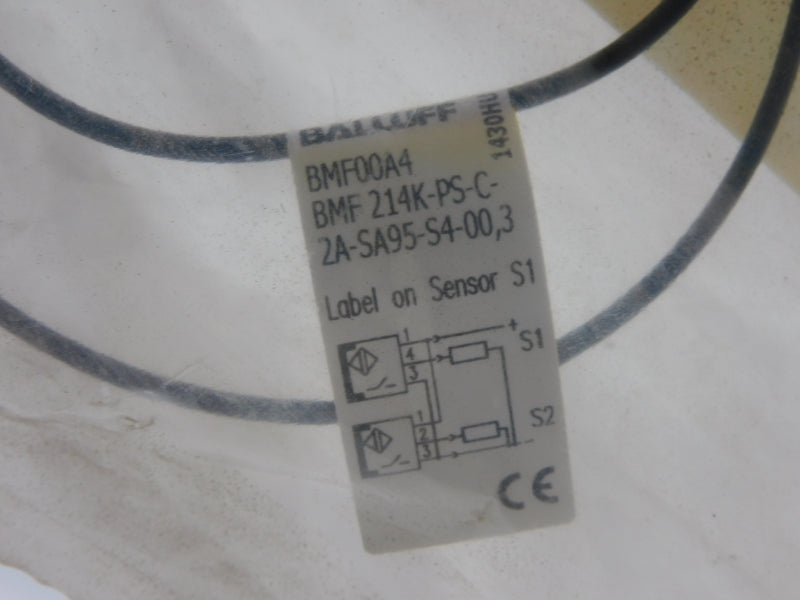 BALLUFF
1430HU
BMF00A4
BMF 214K-PS-C-
2A-SA95-S4-00,3
Label on Sensor S1
1
4
3
+
S1
1
2
3
-
S2
CE